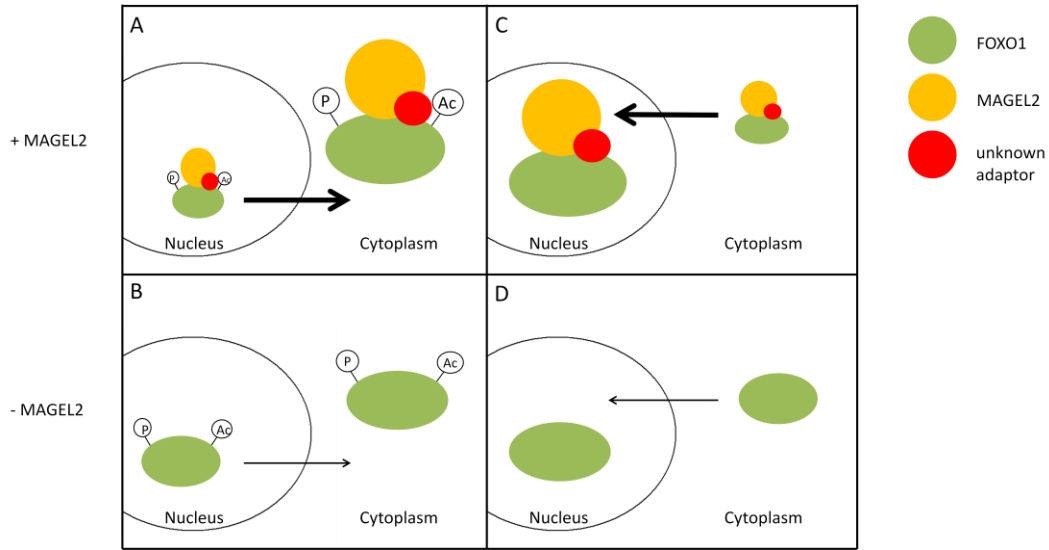 A
C
FOXO1
P
Ac
MAGEL2
+ MAGEL2
unknown
adaptor
P
Ac
Nucleus
Cytoplasm
Nucleus
Cytoplasm
B
D
P
Ac
- MAGEL2
P
Ac
Nucleus
Cytoplasm
Nucleus
Cytoplasm